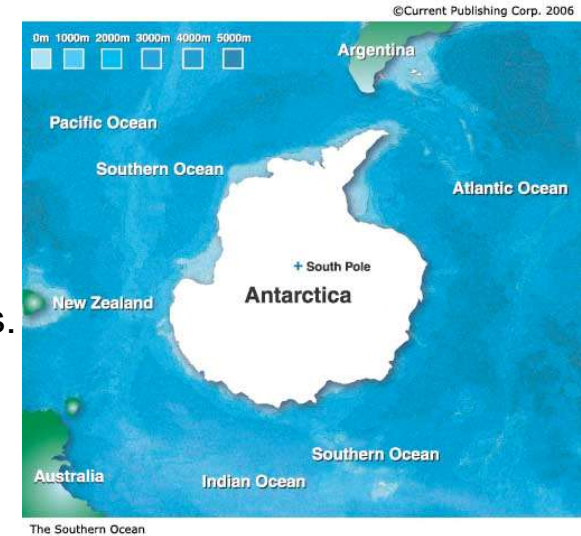 ©Current Publishing Corp. 2006
0m 1000m 2000m 3000m 4000m 5000m
Argentina
Pacific Ocean
Southern Ocean
Atlantic Ocean
+ South Pole
Antarctica
New Zealand
s.
Southern Ocean
Australia
Indian Ocean
The Southern Ocean